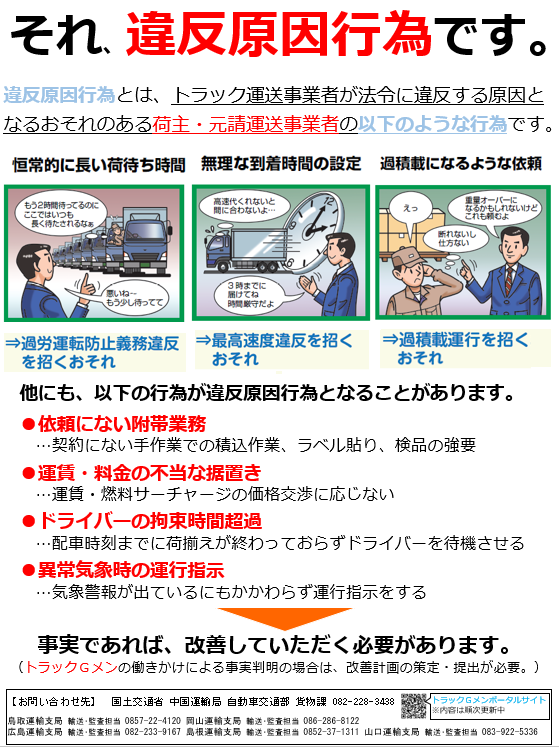 それ、違反原因行為です。
違反原因行為とは、トラック運送事業者が法令に違反する原因と
なるおそれのある荷主・元請運送事業者の以下のような行為です。
恒常的に長い荷待ち時間
もう2時間待ってるのに
ここではいつも
長く待たされるなぁ
悪いね~
もう少し待ってて
⇒過労運転防止義務違反
を招くおそれ
無理な到着時間の設定
高速代くれないと
間に合わないよ…
3時までに
届けてね
時間厳守だよ
⇒最高速度違反を招く
おそれ
過積載になるような依頼
えっ
重量オーバーに
なるかもしれないけど
これも頼むよ
断れないし
仕方ない
⇒過積載運行を招く
おそれ
他にも、以下の行為が違反原因行為となることがあります。
●依頼にない附帯業務
…契約にない手作業での積込作業、ラベル貼り、検品の強要
●運賃・料金の不当な据置き
…運賃・燃料サーチャージの価格交渉に応じない
●ドライバーの拘束時間超過
…配車時刻までに荷揃えが終わっておらずドライバーを待機させる
●異常気象時の運行指示
…気象警報が出ているにもかかわらず運行指示をする
事実であれば、改善していただく必要があります。
(トラックGメンの働きかけによる事実判明の場合は、改善計画の策定・提出が必要。)
【お問い合わせ先】 国土交通省 中国運輸局 自動車交通部 貨物課 082-228-3438
トラックGメンポータルサイト
※内容は順次更新中
鳥取運輸支局 輸送・監査担当 0857-22-4120 岡山運輸支局 輸送・監査担当 086-286-8122
広島運輸支局 輸送・監査担当 082-233-9167 島根運輸支局 輸送・監査担当 0852-37-1311 山口運輸支局 輸送・監査担当 083-922-5336